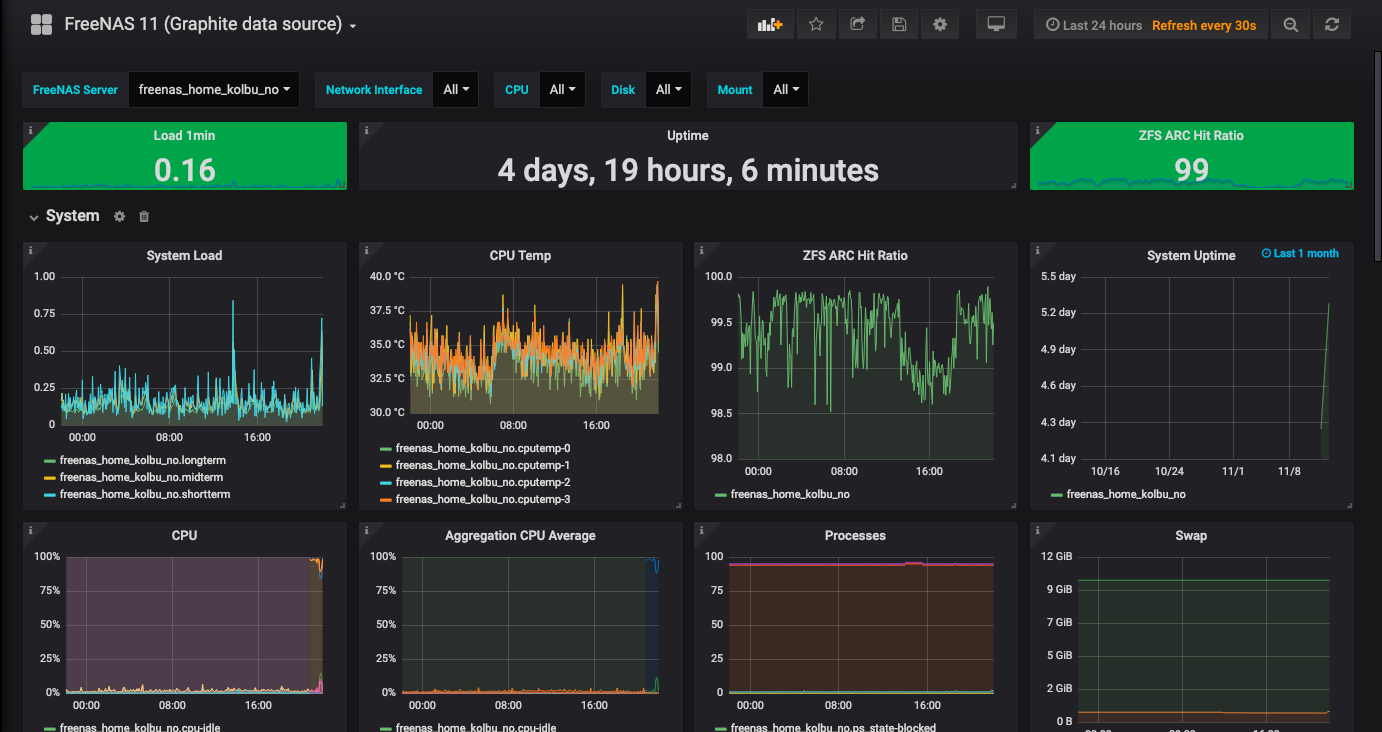 FreeNAS 11 (Graphite data source)
Last 24 hours Refresh every 30s
FreeNAS Server freenas_home_kolbu_no Network Interface All CPU All Disk All Mount All
Load 1min
0.16
Uptime
4 days, 19 hours, 6 minutes
ZFS ARC Hit Ratio
99
System
System Load
1.00
0.75
0.50
0.25
0
00:00 08:00 16:00
freenas_home_kolbu_no.longterm
freenas_home_kolbu_no.midterm
freenas_home_kolbu_no.shortterm
CPU Temp
40.0 °C
37.5 °C
35.0 °C
32.5 °C
30.0 °C
00:00 08:00 16:00
freenas_home_kolbu_no.cputemp-0
freenas_home_kolbu_no.cputemp-1
freenas_home_kolbu_no.cputemp-2
freenas_home_kolbu_no.cputemp-3
ZFS ARC Hit Ratio
100.0
99.5
99.0
98.5
98.0
00:00 08:00 16:00
freenas_home_kolbu_no
System Uptime Last 1 month
5.5 day
5.2 day
4.9 day
4.6 day
4.3 day
4.1 day
10/16 10/24 11/1 11/8
freenas_home_kolbu_no
CPU
100%
75%
50%
25%
0%
00:00 08:00 16:00
freenas_home_kolbu_no.cpu-idle
Aggregation CPU Average
100%
75%
50%
25%
0%
00:00 08:00 16:00
freenas_home_kolbu_no.cpu-idle
Processes
100
75
50
25
0
00:00 08:00 16:00
freenas_home_kolbu_no.ps_state-blocked
Swap
12 GiB
9 GiB
7 GiB
5 GiB
2 GiB
0 B